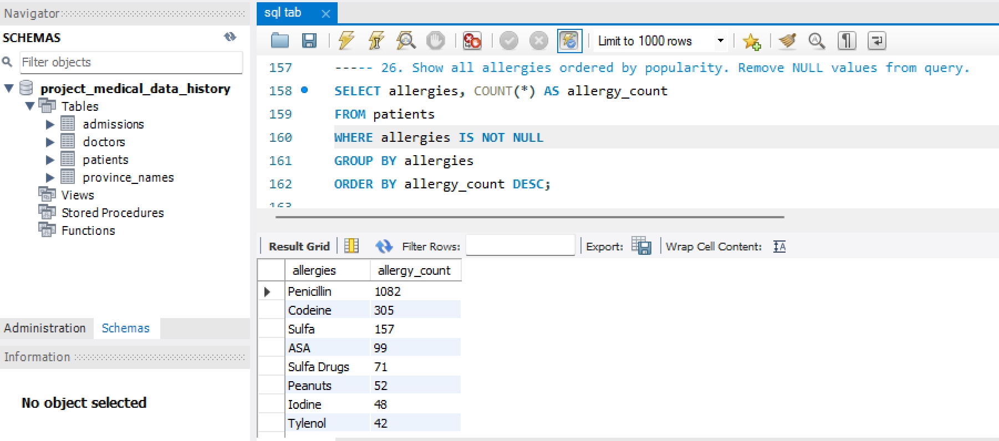 Navigator
SCHEMAS
Filter objects
project_medical_data_history
Tables
admissions
doctors
patients
province_names
Views
Stored Procedures
Functions
Administration Schemas
Information
No object selected
sql tab
Limit to 1000 rows
157 ----- 26. Show all allergies ordered by popularity. Remove NULL values from query.
158 SELECT allergies, COUNT(*) AS allergy_count
159 FROM patients
160 WHERE allergies IS NOT NULL
161 GROUP BY allergies
162 ORDER BY allergy_count DESC;
163
Result Grid Filter Rows: Export: Wrap Cell Content:
allergies allergy_count
Penicillin 1082
Codeine 305
Sulfa 157
ASA 99
Sulfa Drugs 71
Peanuts 52
Iodine 48
Tylenol 42